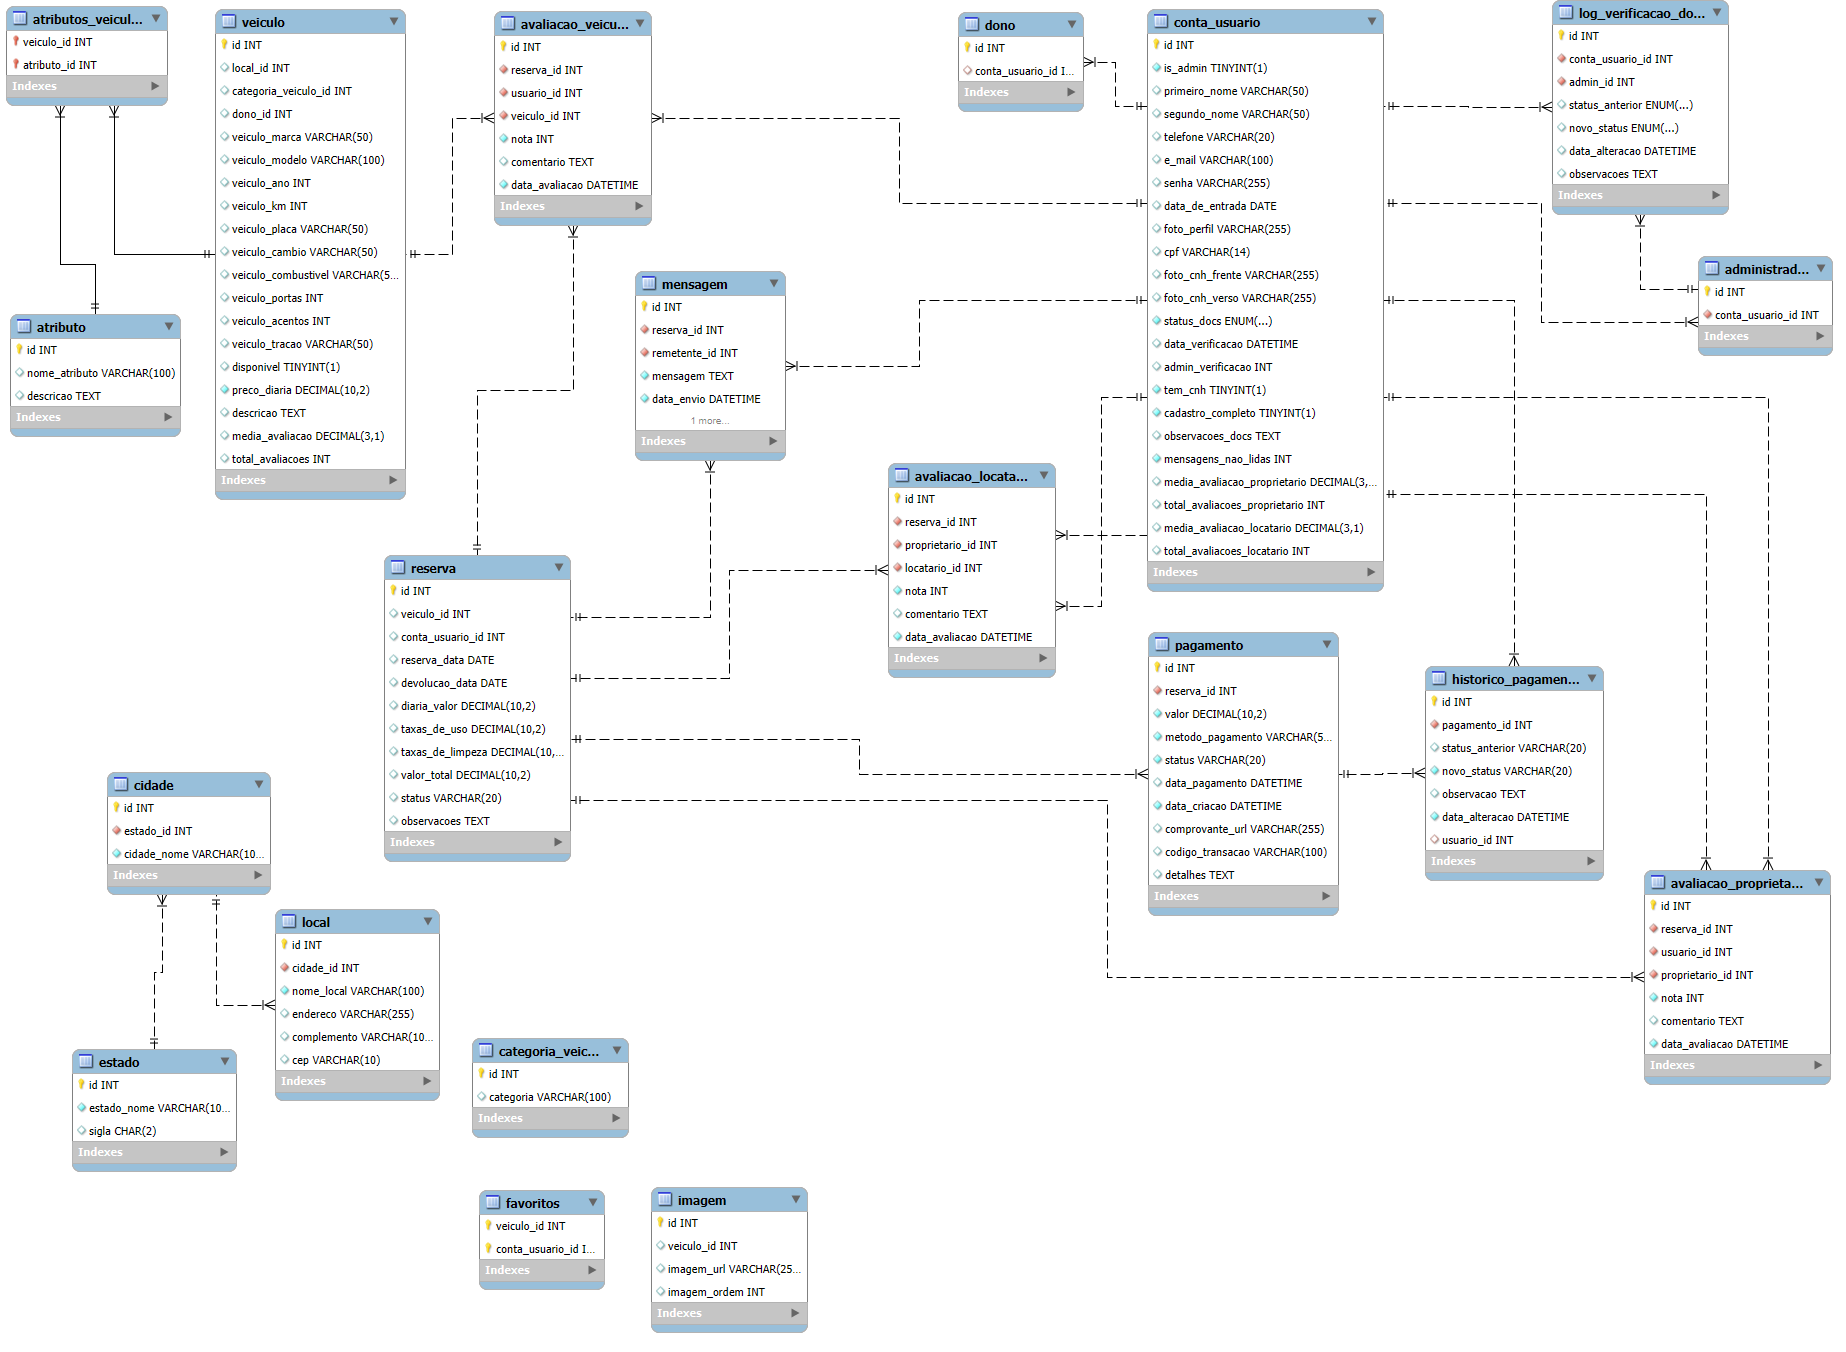 atributos_veicul...
veiculo_id INT
atributo_id INT
Indexes
veiculo
id INT
local_id INT
categoria_veiculo_id INT
dono_id INT
veiculo_marca VARCHAR(50)
veiculo_modelo VARCHAR(100)
veiculo_ano INT
veiculo_km INT
veiculo_placa VARCHAR(50)
veiculo_cambio VARCHAR(50)
veiculo_combustivel VARCHAR(5...
veiculo_portas INT
veiculo_acentos INT
veiculo_tracao VARCHAR(50)
disponivel TINYINT(1)
preco_diaria DECIMAL(10,2)
descricao TEXT
media_avaliacao DECIMAL(3,1)
total_avaliacoes INT
Indexes
avaliacao_veicu...
id INT
reserva_id INT
usuario_id INT
veiculo_id INT
nota INT
comentario TEXT
data_avaliacao DATETIME
Indexes
dono
id INT
conta_usuario_id I...
Indexes
conta_usuario
id INT
is_admin TINYINT(1)
primeiro_nome VARCHAR(50)
segundo_nome VARCHAR(50)
telefone VARCHAR(20)
e_mail VARCHAR(100)
senha VARCHAR(255)
data_de_entrada DATE
foto_perfil VARCHAR(255)
cpf VARCHAR(14)
foto_cnh_frente VARCHAR(255)
foto_cnh_verso VARCHAR(255)
status_docs ENUM(...)
data_verificacao DATETIME
admin_verificacao INT
tem_cnh TINYINT(1)
cadastro_completo TINYINT(1)
observacoes_docs TEXT
mensagens_nao_lidas INT
media_avaliacao_proprietario DECIMAL(3,...
total_avaliacoes_proprietario INT
media_avaliacao_locatario DECIMAL(3,1)
total_avaliacoes_locatario INT
Indexes
log_verificacao_do...
id INT
conta_usuario_id INT
admin_id INT
status_anterior ENUM(...)
novo_status ENUM(...)
data_alteracao DATETIME
observacoes TEXT
Indexes
administrad...
id INT
conta_usuario_id INT
Indexes
atributo
id INT
nome_atributo VARCHAR(100)
descricao TEXT
Indexes
mensagem
id INT
reserva_id INT
remetente_id INT
mensagem TEXT
data_envio DATETIME
1 more...
Indexes
avaliacao_locata...
id INT
reserva_id INT
proprietario_id INT
locatario_id INT
nota INT
comentario TEXT
data_avaliacao DATETIME
Indexes
reserva
id INT
veiculo_id INT
conta_usuario_id INT
reserva_data DATE
devolucao_data DATE
diaria_valor DECIMAL(10,2)
taxas_de_uso DECIMAL(10,2)
taxas_de_limpeza DECIMAL(10,...
valor_total DECIMAL(10,2)
status VARCHAR(20)
observacoes TEXT
Indexes
pagamento
id INT
reserva_id INT
valor DECIMAL(10,2)
metodo_pagamento VARCHAR(5...
status VARCHAR(20)
data_pagamento DATETIME
data_criacao DATETIME
comprovante_url VARCHAR(255)
codigo_transacao VARCHAR(100)
detalhes TEXT
Indexes
historico_pagamen...
id INT
pagamento_id INT
status_anterior VARCHAR(20)
novo_status VARCHAR(20)
observacao TEXT
data_alteracao DATETIME
usuario_id INT
Indexes
avaliacao_proprieta...
id INT
reserva_id INT
usuario_id INT
proprietario_id INT
nota INT
comentario TEXT
data_avaliacao DATETIME
Indexes
cidade
id INT
estado_id INT
cidade_nome VARCHAR(10...
Indexes
local
id INT
cidade_id INT
nome_local VARCHAR(100)
endereco VARCHAR(255)
complemento VARCHAR(10...
cep VARCHAR(10)
Indexes
estado
id INT
estado_nome VARCHAR(10...
sigla CHAR(2)
Indexes
categoria_veic...
id INT
categoria VARCHAR(100)
Indexes
favoritos
veiculo_id INT
conta_usuario_id I...
Indexes
imagem
id INT
veiculo_id INT
imagem_url VARCHAR(25...
imagem_ordem INT
Indexes